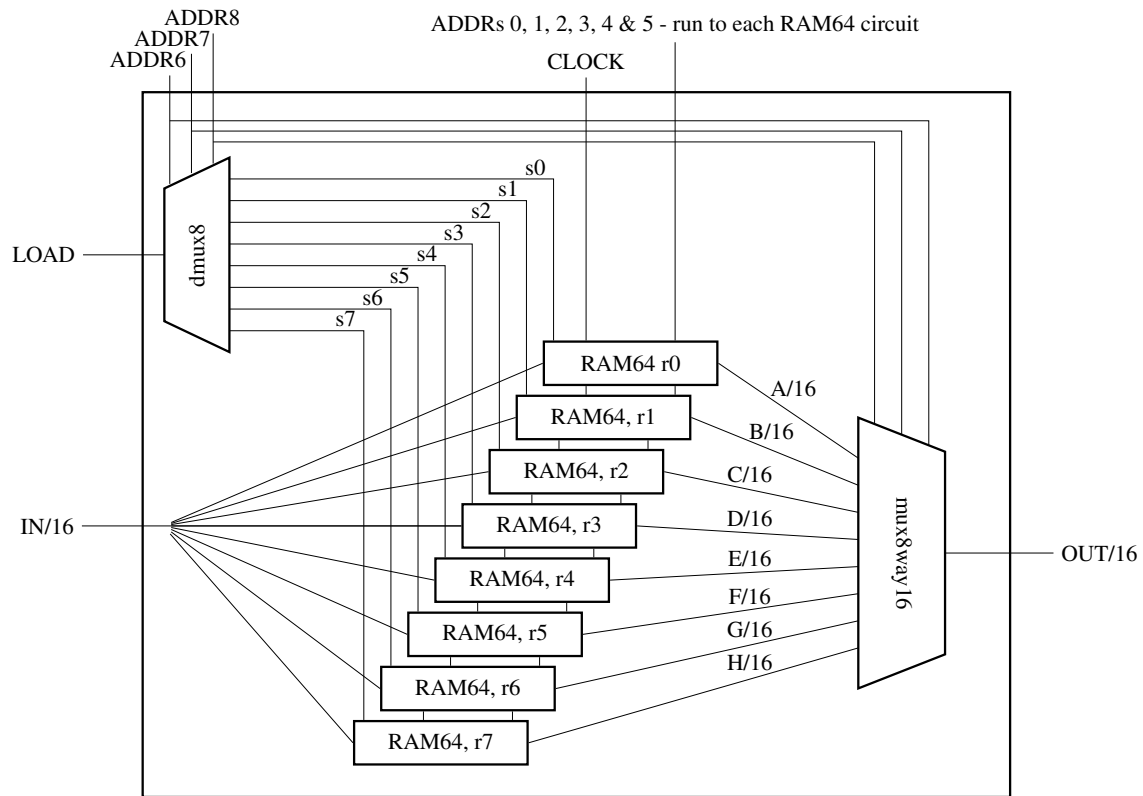 ADDR8
ADDR7
ADDR6
ADDRs 0, 1, 2, 3, 4 & 5 - run to each RAM64 circuit
CLOCK
LOAD
dmux8
s0
s1
s2
s3
s4
s5
s6
s7
RAM64 r0
RAM64, r1
RAM64, r2
RAM64, r3
RAM64, r4
RAM64, r5
RAM64, r6
RAM64, r7
IN/16
A/16
B/16
C/16
D/16
E/16
F/16
G/16
H/16
mux8way16
OUT/16